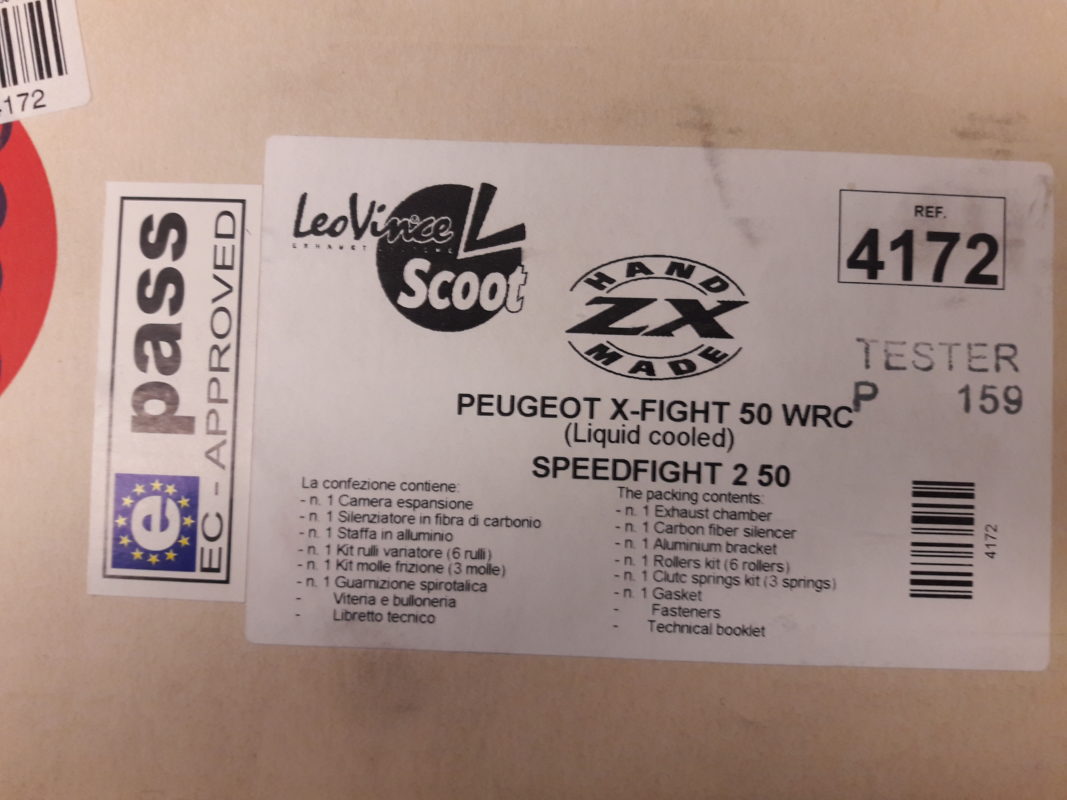 4172
pass
EC - APPROVED
e
LeoVince
EXHAUST SYSTEMS
Scoot
HAND
ZX
MADE
REF.
4172
TESTER
P 159
PEUGEOT X-FIGHT 50 WRC
(Liquid cooled)
SPEEDFIGHT 2 50
La confezione contiene:
- n. 1 Camera espansione
- n. 1 Silenziatore in fibra di carbonio
- n. 1 Staffa in alluminio
- n. 1 Kit rulli variatore (6 rulli)
- n. 1 Kit molle frizione (3 molle)
- n. 1 Guarnizione spirotalica
- Viteria e bulloneria
- Libretto tecnico
The packing contents:
- n. 1 Exhaust chamber
- n. 1 Carbon fiber silencer
- n. 1 Aluminium bracket
- n. 1 Rollers kit (6 rollers)
- n. 1 Clutc springs kit (3 springs)
- n. 1 Gasket
- Fasteners
- Technical booklet
4172